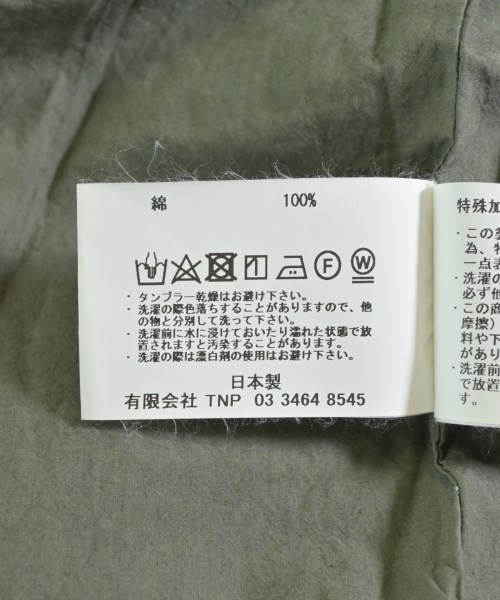 綿 100%
F W
・タンブラー乾燥はお避け下さい。
・洗濯の際色落ちすることがありますので、他
の物と分別して洗って下さい。
・洗濯前に水に浸けておいたり濡れた状態で放
置されますと汚染することがあります。
・洗濯の際は漂白剤の使用はお避け下さい。
日本製
有限会社 TNP 03 3464 8545
特殊加
・この
為、特
一点表
・洗濯の
必ず他
・この商
摩擦)
料や下
があり
・洗濯前
で放置
す。